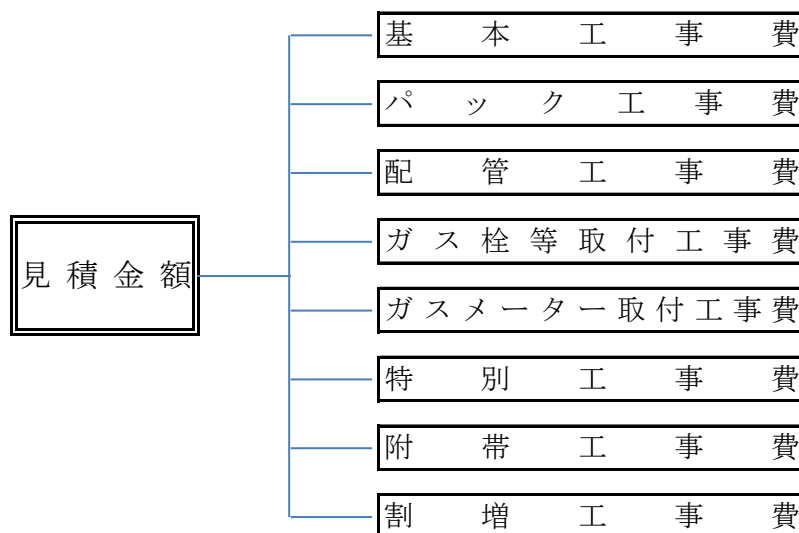 基本工事費
パック工事費
配管工事費
ガス栓等取付工事費
見積金額
ガスメーター取付工事費
特別工事費
附帯工事費
割増工事費